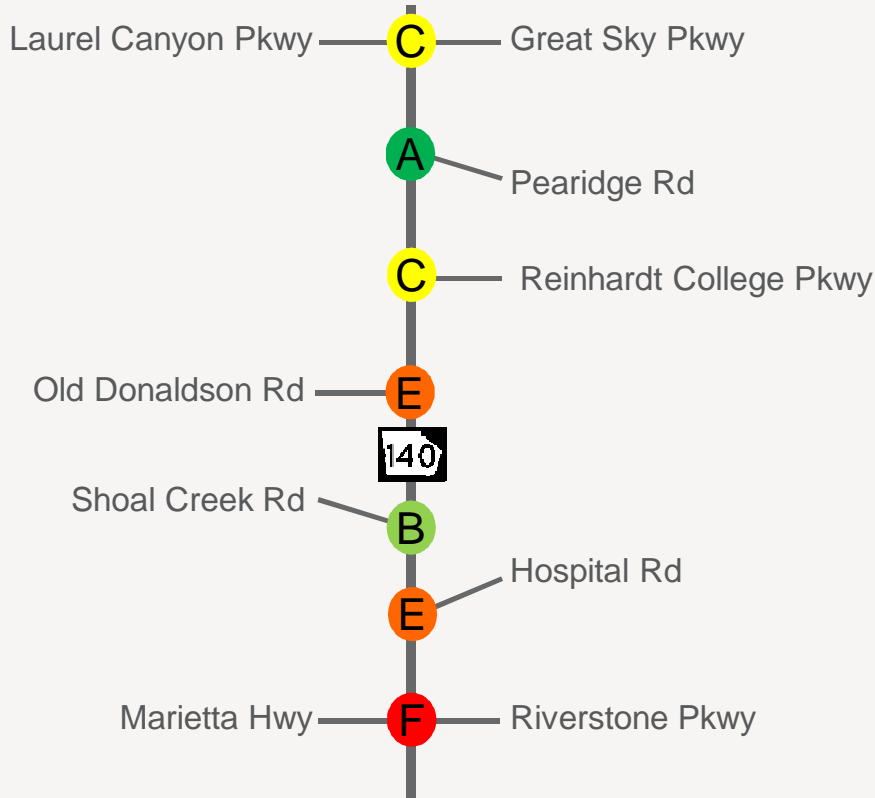 Laurel Canyon Pkwy C Great Sky Pkwy
A
Pearidge Rd
C Reinhardt College Pkwy
Old Donaldson Rd E
140
Shoal Creek Rd
B
Hospital Rd
E
Marietta Hwy F Riverstone Pkwy